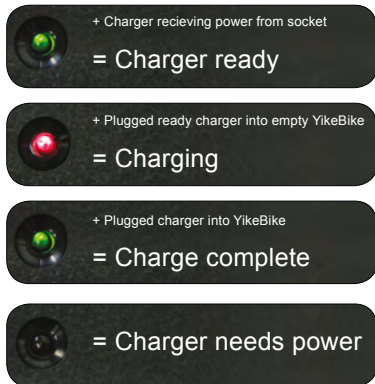 + Charger recieving power from socket
= Charger ready
+ Plugged ready charger into empty YikeBike
= Charging
+ Plugged charger into YikeBike
= Charge complete
= Charger needs power